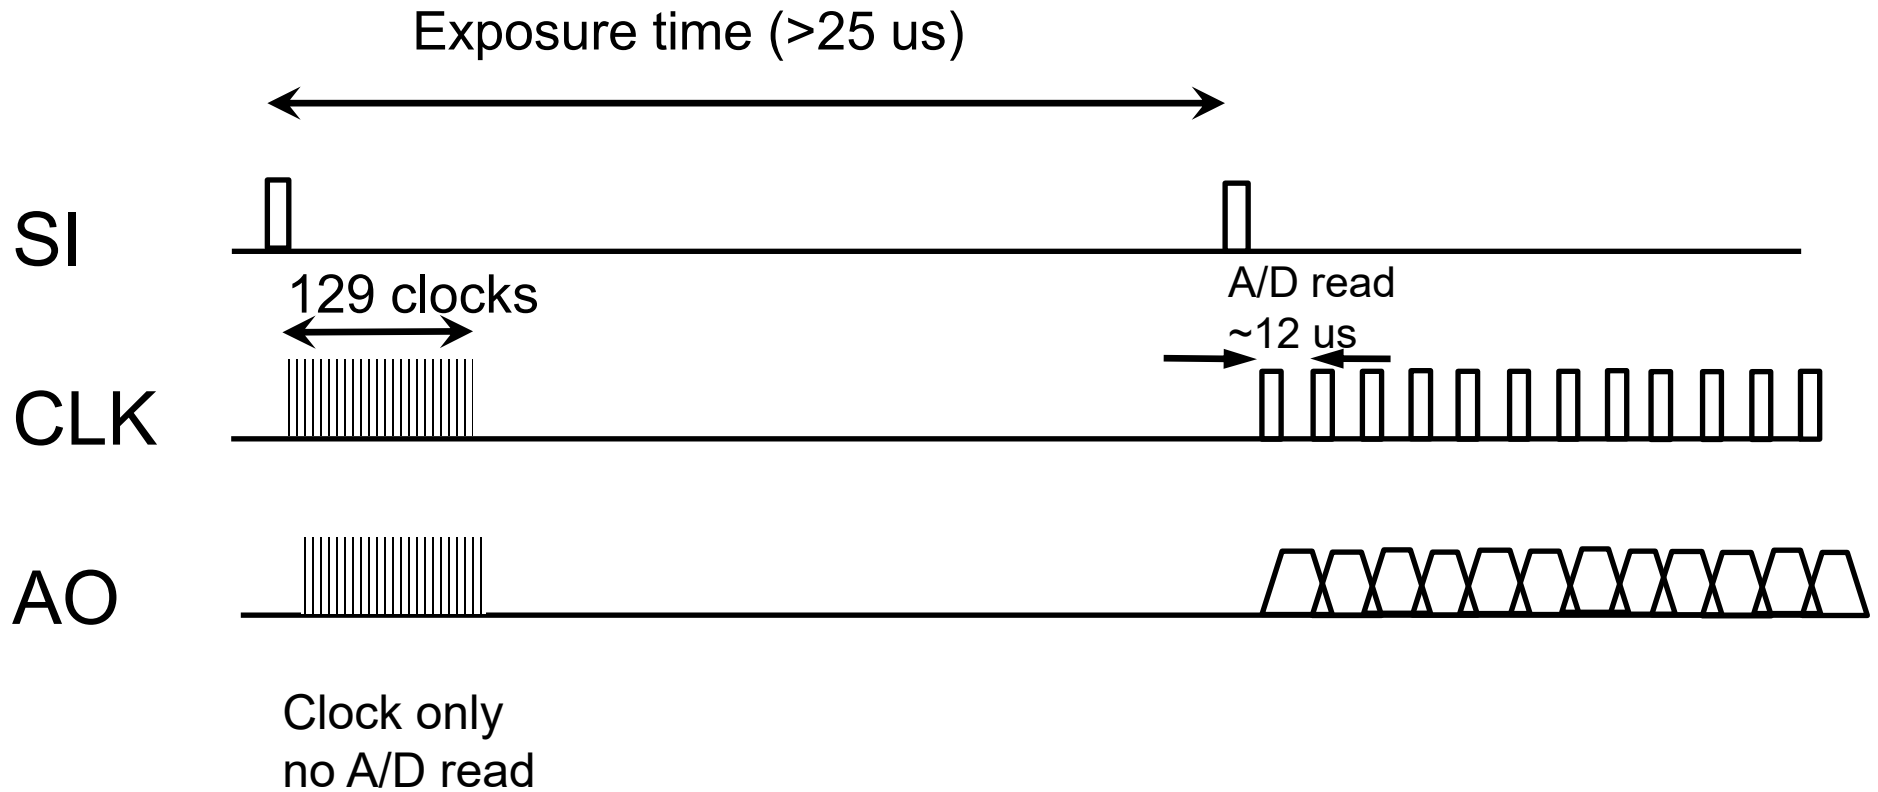 Exposure time (>25 us)
SI
129 clocks
A/D read
~12 us
CLK
AO
Clock only
no A/D read